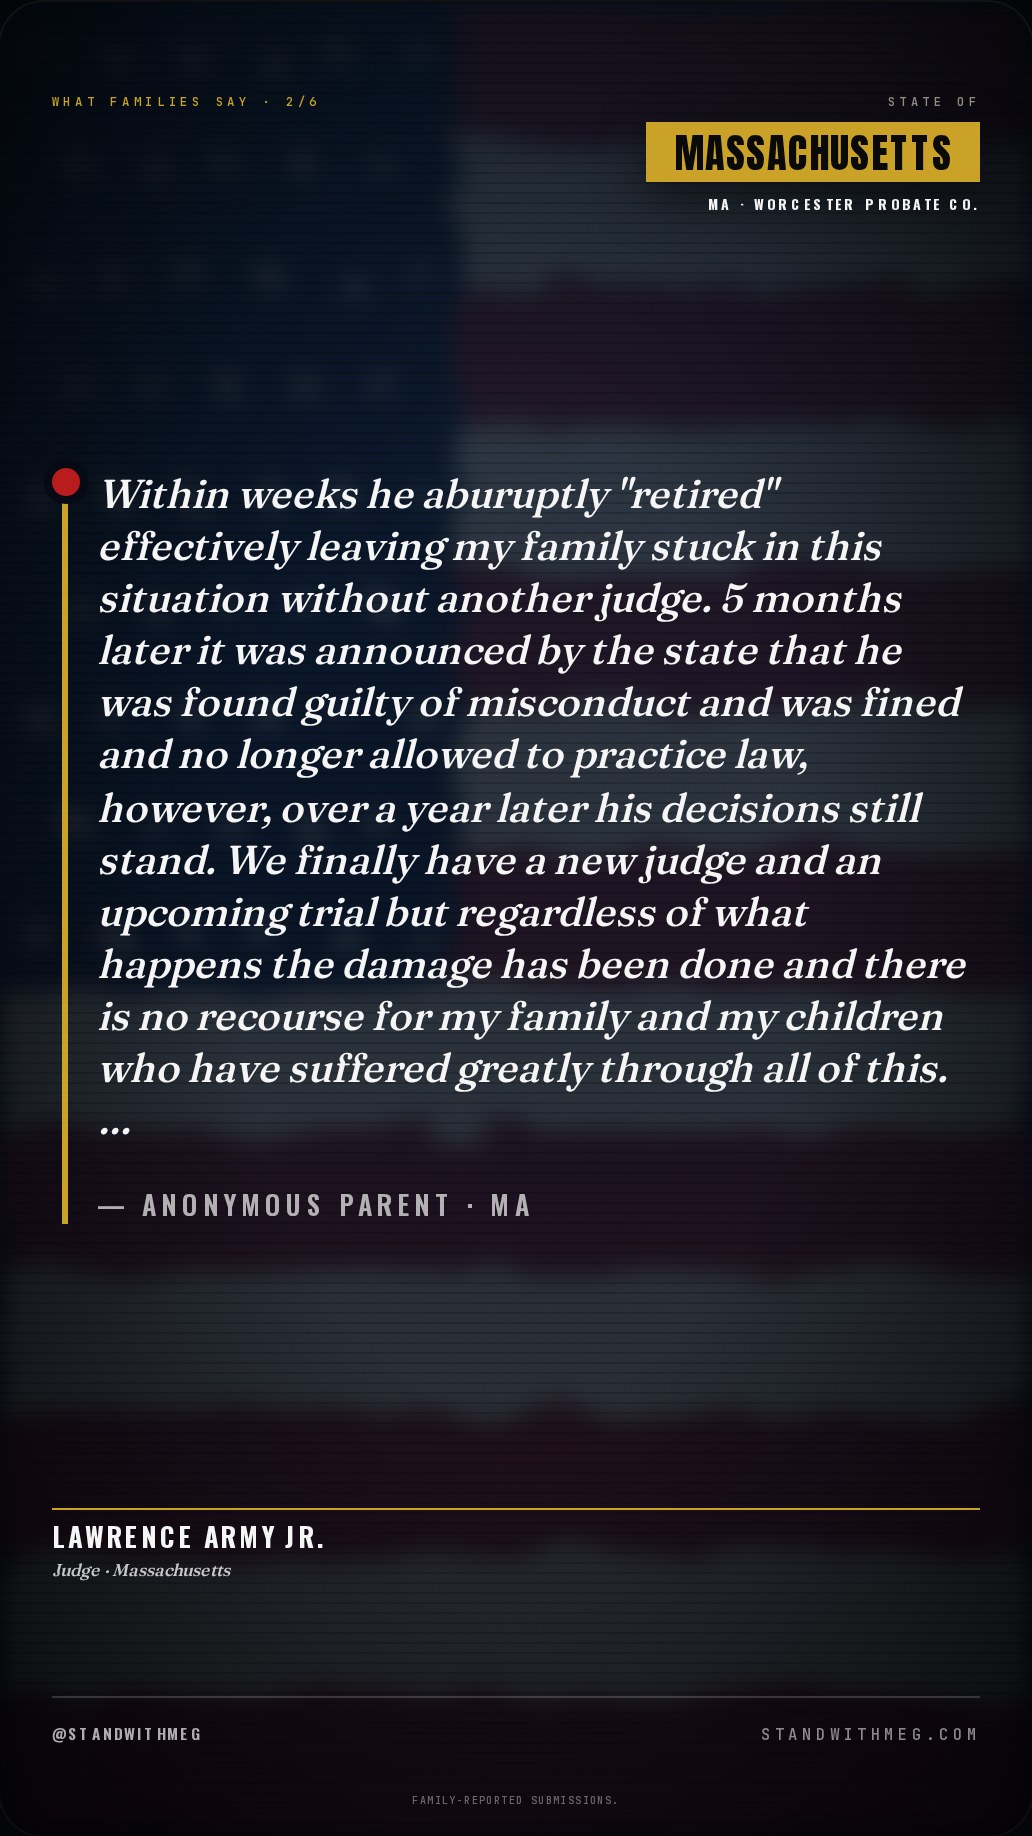 WHAT FAMILIES SAY · 2/6
STATE OF
MASSACHUSETTS
MA · WORCESTER PROBATE CO.
Within weeks he aburuptly "retired"
effectively leaving my family stuck in this
situation without another judge. 5 months
later it was announced by the state that he
was found guilty of misconduct and was fined
and no longer allowed to practice law,
however, over a year later his decisions still
stand. We finally have a new judge and an
upcoming trial but regardless of what
happens the damage has been done and there
is no recourse for my family and my children
who have suffered greatly through all of this.
...
— ANONYMOUS PARENT · MA
LAWRENCE ARMY JR.
Judge · Massachusetts
@STANDWITHMEG
STANDWITHMEG.COM
FAMILY-REPORTED SUBMISSIONS.